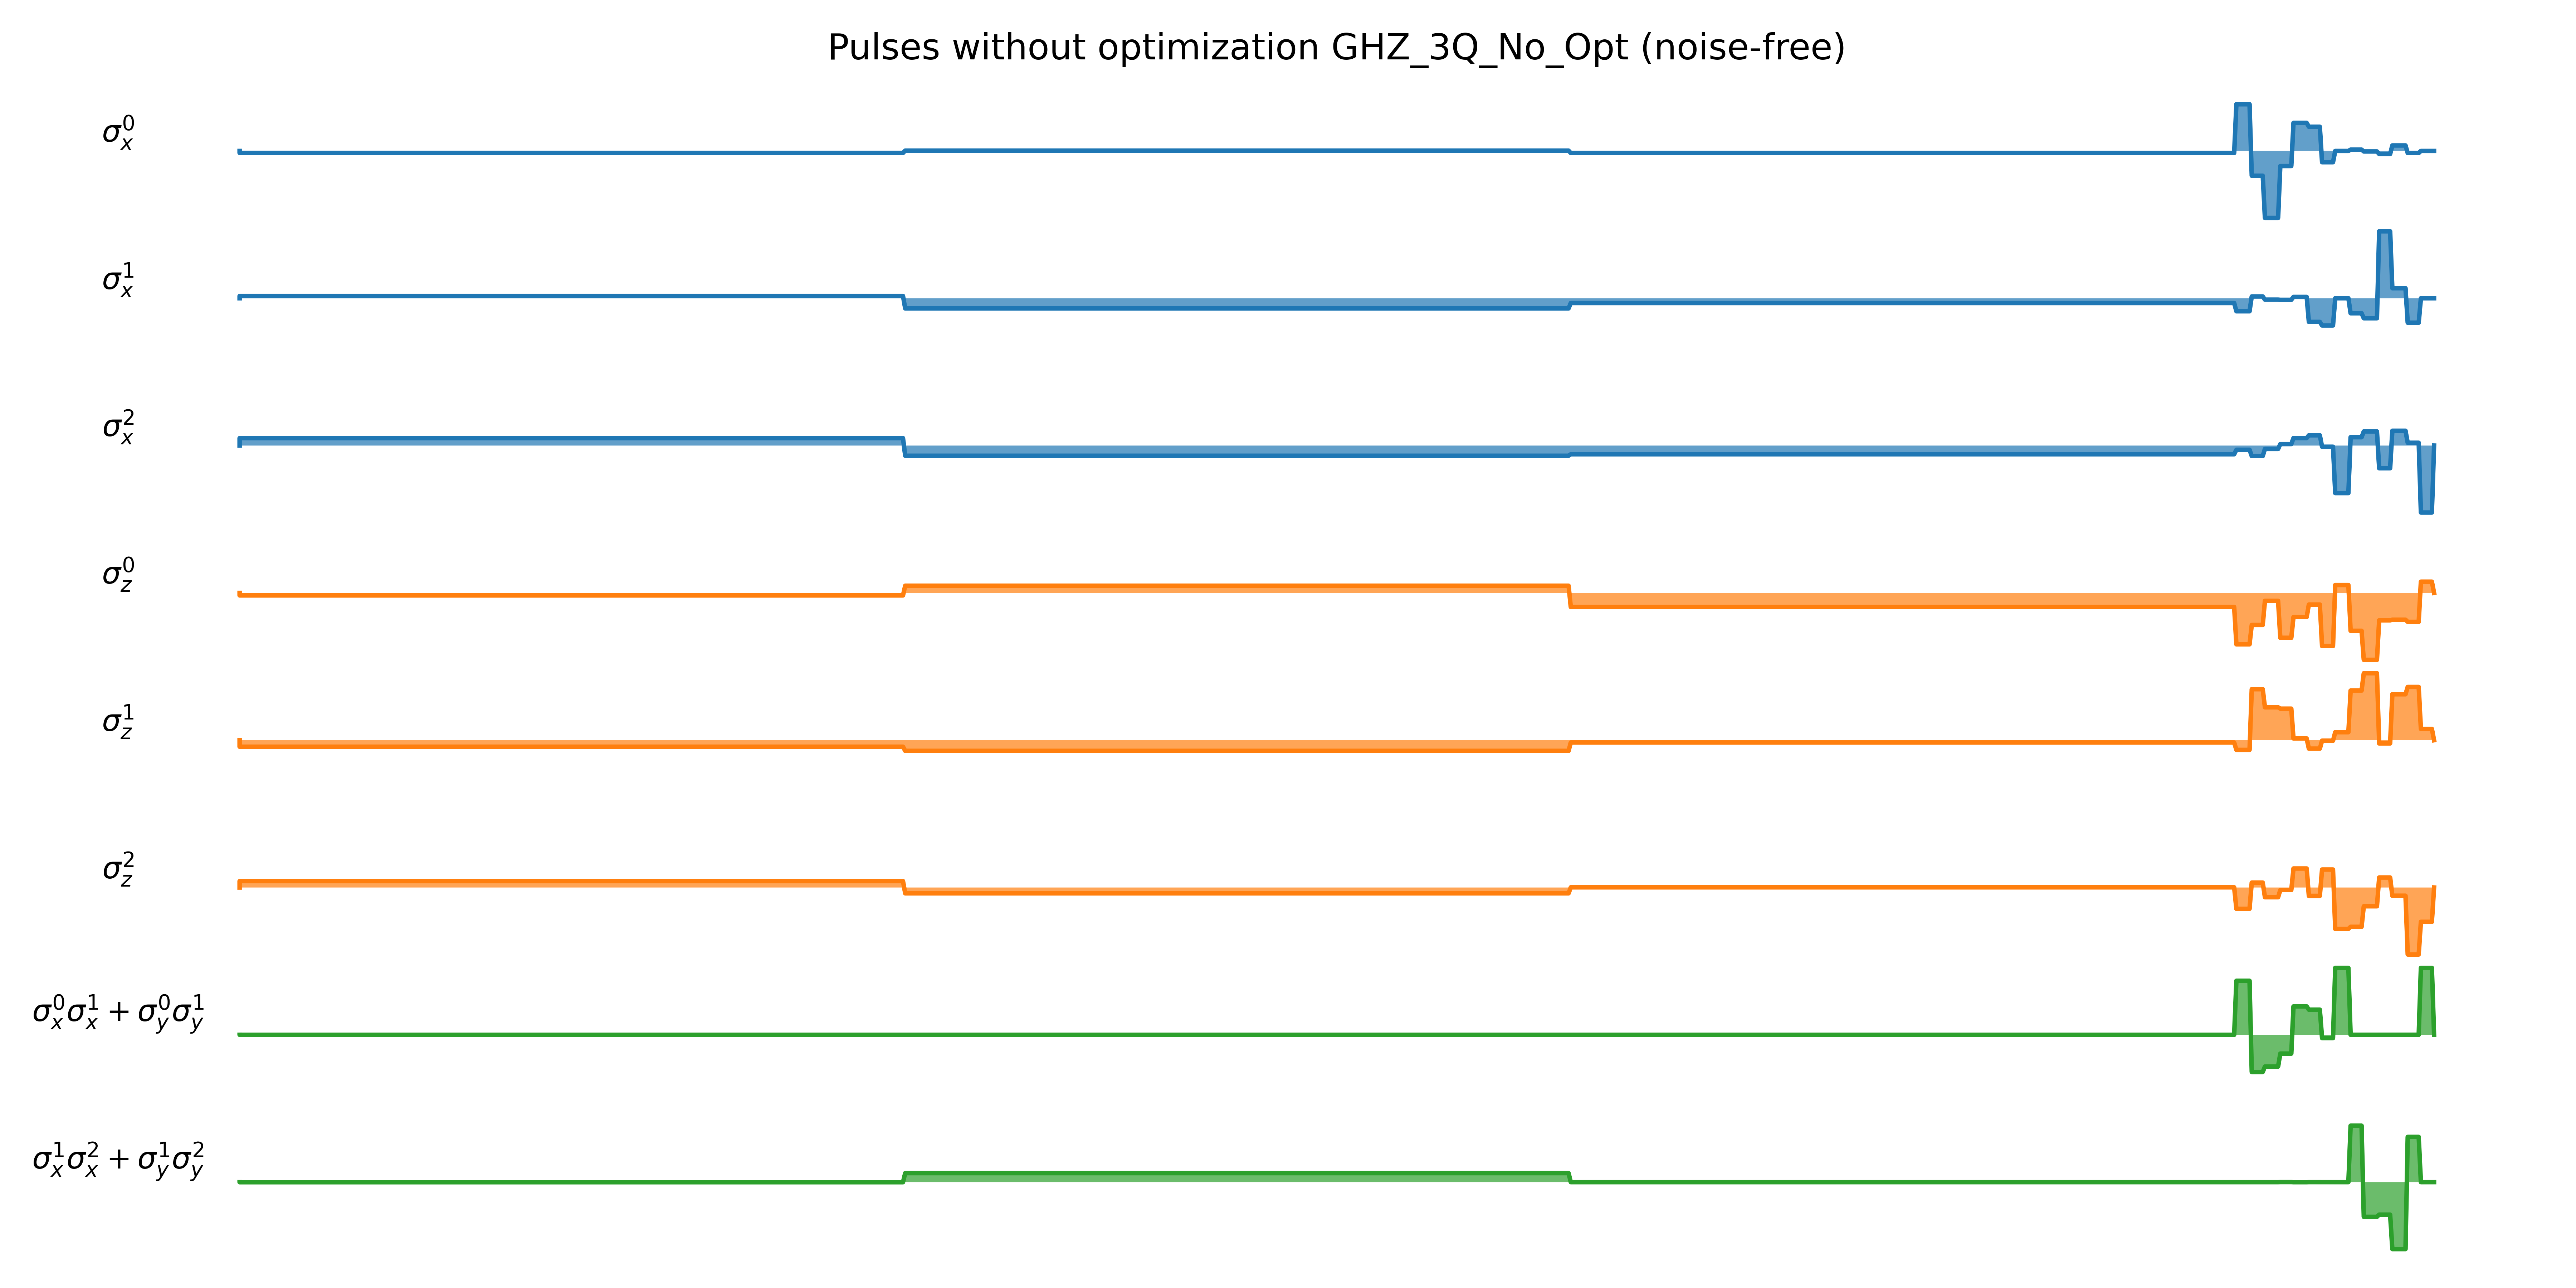 Pulses without optimization GHZ_3Q_No_Opt (noise-free)
σ_x^0
σ_x^1
σ_x^2
σ_z^0
σ_z^1
σ_z^2
σ_x^0σ_x^1 + σ_y^0σ_y^1
σ_x^1σ_x^2 + σ_y^1σ_y^2